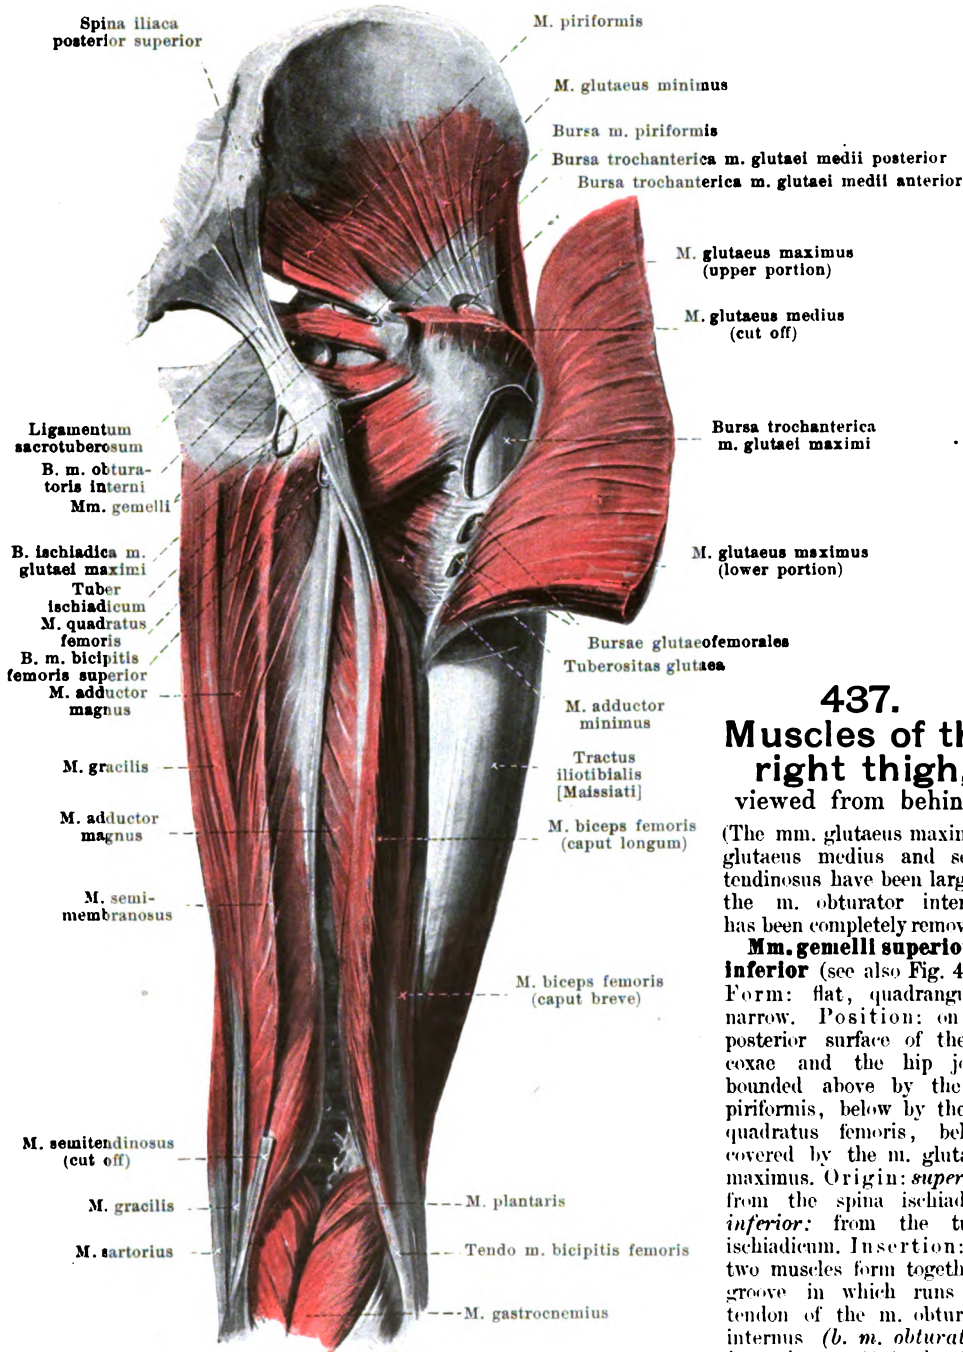 Spina iliaca
posterior superior
M. piriformis
M. glutaeus minimus
Bursa m. piriformis
Bursa trochanterica m. glutaei medii posterior
Bursa trochanterica m. glutaei medii anterior
M. glutaeus maximus
(upper portion)
M. glutaeus medius
(cut off)
Bursa trochanterica
m. glutaei maximi
M. glutaeus maximus
(lower portion)
Bursae glutaeofemorales
Tuberositas glutaea
M. adductor
minimus
Tractus
iliotibialis
[Maissiati]
M. biceps femoris
(caput longum)
M. biceps femoris
(caput breve)
M. plantaris
Tendo m. bicipitis femoris
M. gastrocnemius
Ligamentum
sacrotuberosum
B. m. obtura-
toris interni
Mm. gemelli
B. ischiadica m.
glutaei maximi
Tuber
ischiadicum
M. quadratus
femoris
B. m. bicipitis
femoris superior
M. adductor
magnus
M. gracilis
M. adductor
magnus
M. semi-
membranosus
M. semitendinosus
(cut off)
M. gracilis
M. sartorius
437.
Muscles of th
right thigh,
viewed from behin
(The mm. glutaeus maxim
glutaeus medius and se
tendinosus have been larg
the m. obturator inter
has been completely remov
Mm. gemelli superio
inferior (see also Fig. 4
Form: flat, quadrangu
narrow. Position: on
posterior surface of the
coxae and the hip jo
bounded above by the
piriformis, below by the
quadratus femoris, bel
covered by the m. gluta
maximus. Origin: super
from the spina ischiad
inferior: from the tu
ischiadicum. Insertion:
two muscles form togeth
groove in which runs
tendon of the m. obtur
internus (b. m. obturat